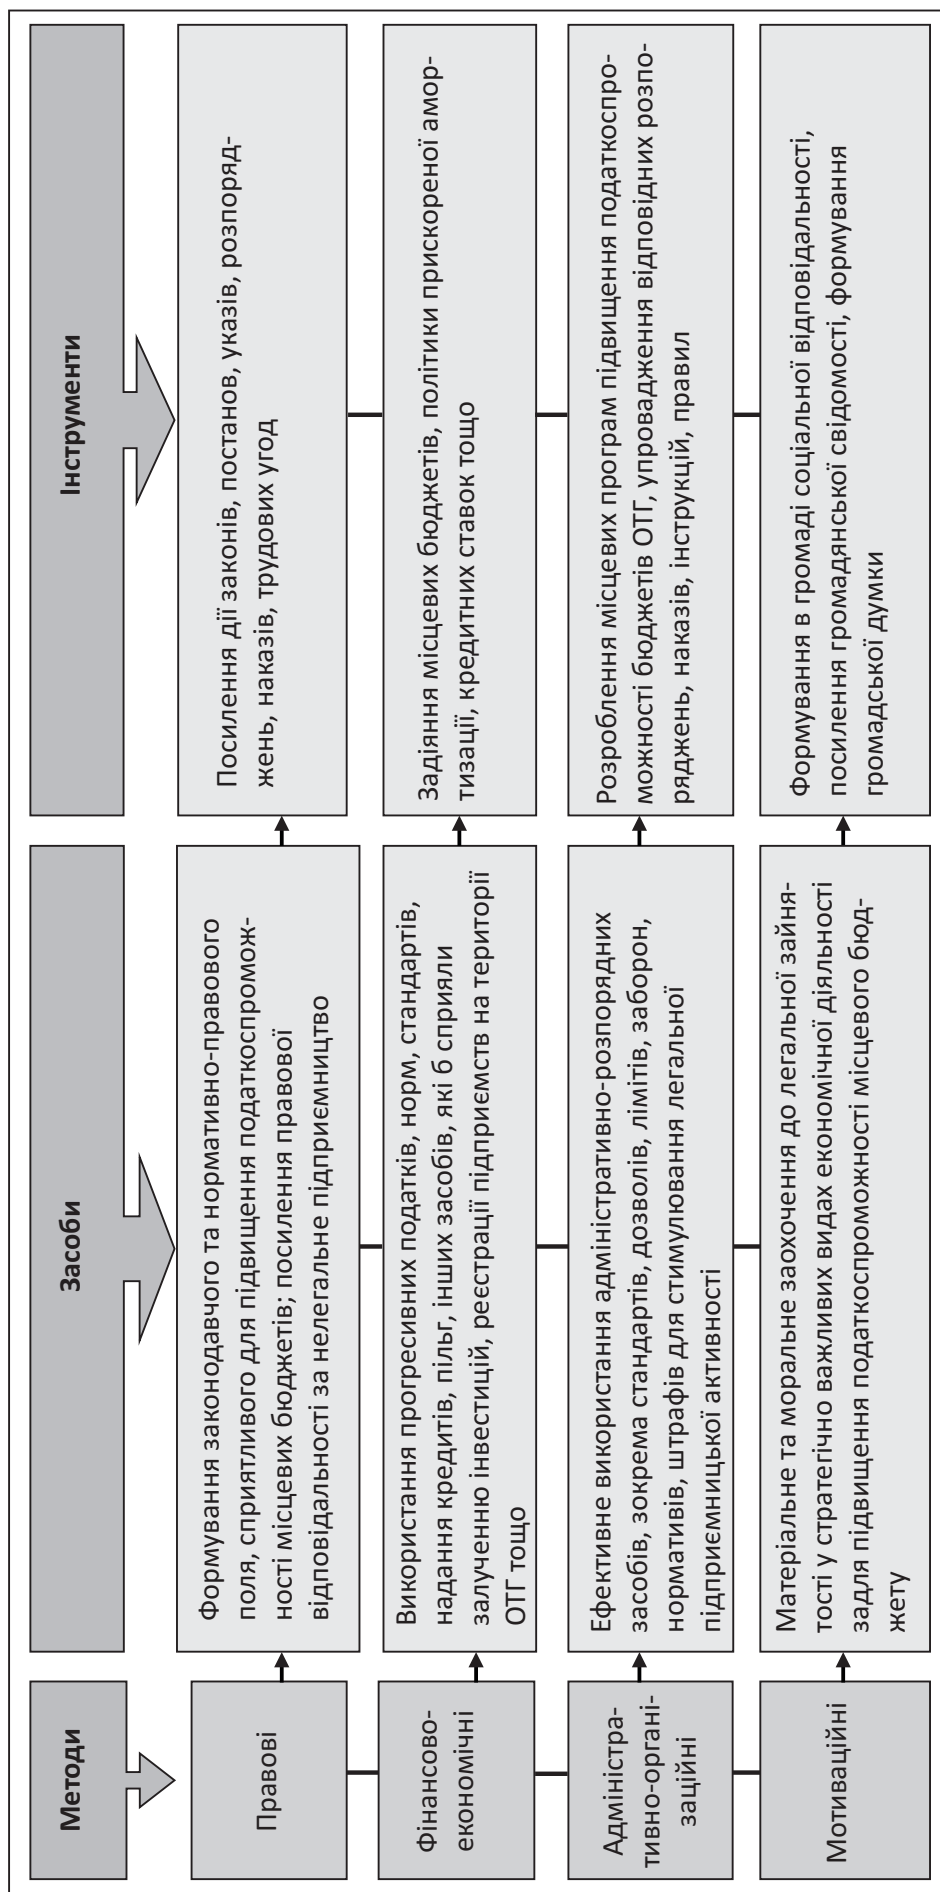 Методи
Засоби
Інструменти
Правові
Формування законодавчого та нормативно-правового
поля, сприятливого для підвищення податкоспромож-
ності місцевих бюджетів; посилення правової
відповідальності за нелегальне підприємництво
Посилення дії законів, постанов, указів, розпоряд-
жень, наказів, трудових угод
Фінансово-
економічні
Використання прогресивних податків, норм, стандартів,
надання кредитів, пільг, інших засобів, які б сприяли
залученню інвестицій, реєстрації підприємств на території
ОТГ тощо
Задіяння місцевих бюджетів, політики прискореної амор-
тизації, кредитних ставок тощо
Адміністра-
тивно-органі-
заційні
Ефективне використання адміністративно-розпорядних
засобів, зокрема стандартів, дозволів, лімітів, заборон,
нормативів, штрафів для стимулювання легальної
підприємницької активності
Розроблення місцевих програм підвищення податкоспро-
можності бюджетів ОТГ, упровадження відповідних розпо-
ряджень, наказів, інструкцій, правил
Мотиваційні
Матеріальне та моральне заохочення до легальної зайня-
тості у стратегічно важливих видах економічної діяльності
задля підвищення податкоспроможності місцевого бюд-
жету
Формування в громаді соціальної відповідальності,
посилення громадянської свідомості, формування
громадської думки